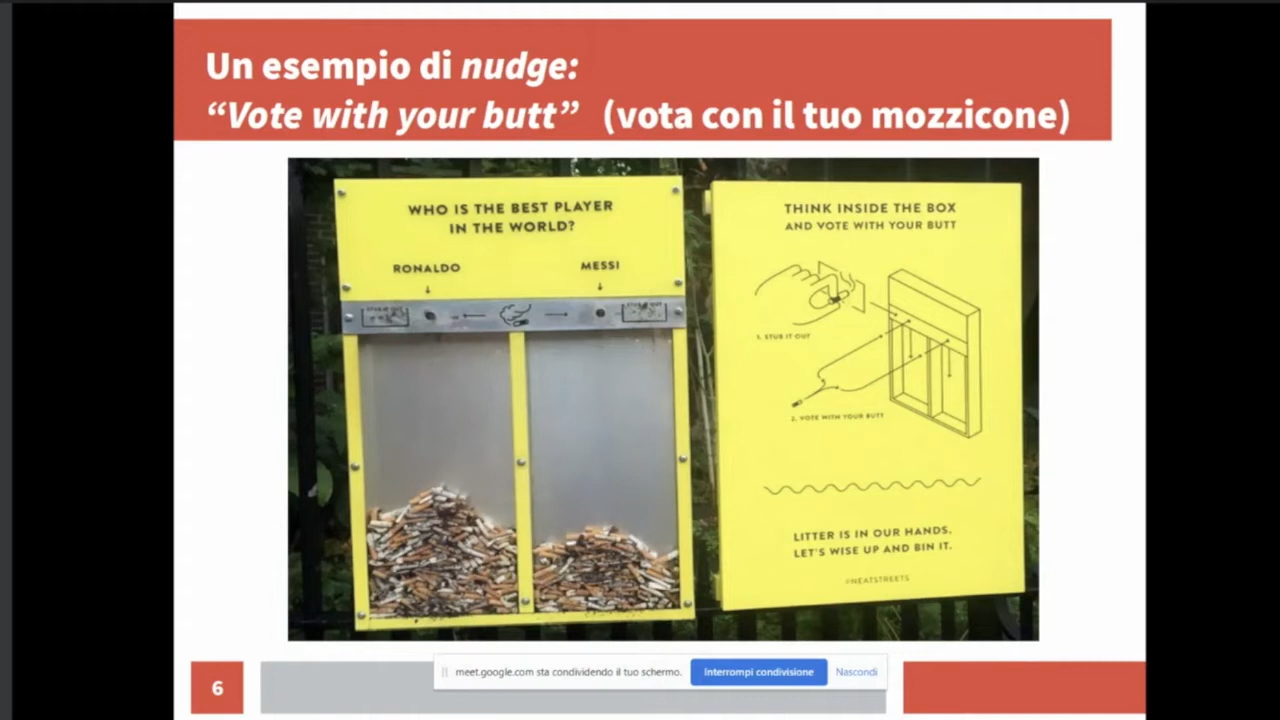 Un esempio di nudge:
“Vote with your butt” (vota con il tuo mozzicone)
WHO IS THE BEST PLAYER
IN THE WORLD?
RONALDO
MESSI
THINK INSIDE THE BOX
AND VOTE WITH YOUR BUTT
1. STUB IT OUT
2. VOTE WITH YOUR BUTT
LITTER IS IN OUR HANDS.
LET'S WISE UP AND BIN IT.
#NEATSTREETS
6
meet.google.com sta condividendo il tuo schermo.
Interrompi condivisione
Nascondi